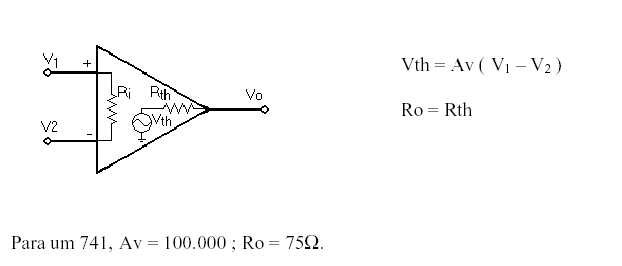 V1
+
Ri
Rth
Vo
Vth
V2
-
Vth = Av ( V1 – V2 )
Ro = Rth
Para um 741, Av = 100.000 ; Ro = 75Ω.